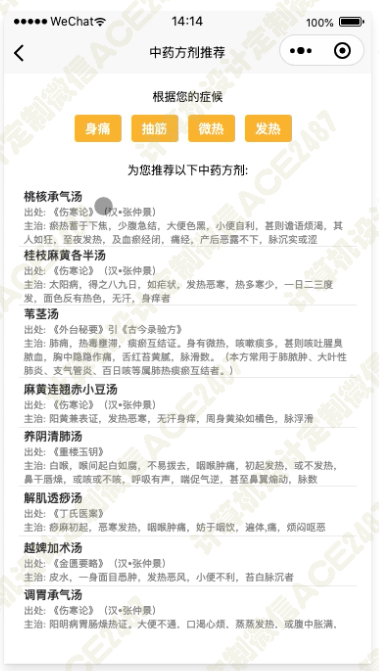 ●●●●● WeChat 14:14 100%
中药方剂推荐
根据您的症候
身痛 抽筋 微热 发热
为您推荐以下中药方剂:
桃核承气汤
出处: 《伤寒论》（汉•张仲景）
主治: 瘀热蓄于下焦，少腹急结，大便色黑，小便自利，甚则谵语烦渴，其
人如狂，至夜发热，及血瘀经闭，痛经，产后恶露不下，脉沉实或涩
桂枝麻黄各半汤
出处: 《伤寒论》（汉•张仲景）
主治: 太阳病，得之八九日，如疟状，发热恶寒，热多寒少，一日二三度
发，面色反有热色，无汗，身痒者
苇茎汤
出处: 《外台秘要》引《古今录验方》
主治: 肺痈，热毒壅滞，痰瘀互结证。身有微热，咳嗽痰多，甚则咳吐腥臭
脓血，胸中隐隐作痛，舌红苔黄腻，脉滑数。（本方常用于肺脓肿、大叶性
肺炎、支气管炎、百日咳等属肺热痰瘀互结者。）
麻黄连翘赤小豆汤
出处: 《伤寒论》（汉•张仲景）
主治: 阳黄兼表证，发热恶寒，无汗身痒，周身黄染如橘色，脉浮滑
养阴清肺汤
出处: 《重楼玉钥》
主治: 白喉，喉间起白如腐，不易拔去，咽喉肿痛，初起发热，或不发热，
鼻干唇燥，或咳或不咳，呼吸有声，喘促气逆，甚至鼻翼煽动，脉数
解肌透痧汤
出处: 《丁氏医案》
主治: 痧麻初起，恶寒发热，咽喉肿痛，妨于咽饮，遍体,痛，烦闷呕恶
越婢加术汤
出处: 《金匮要略》（汉•张仲景）
主治: 皮水，一身面目悉肿，发热恶风，小便不利，苔白脉沉者
调胃承气汤
出处: 《伤寒论》（汉•张仲景）
主治: 阳明病胃肠燥热证。大便不通，口渴心烦，蒸蒸发热，或腹中胀满，
计设计定制微信ACE2487